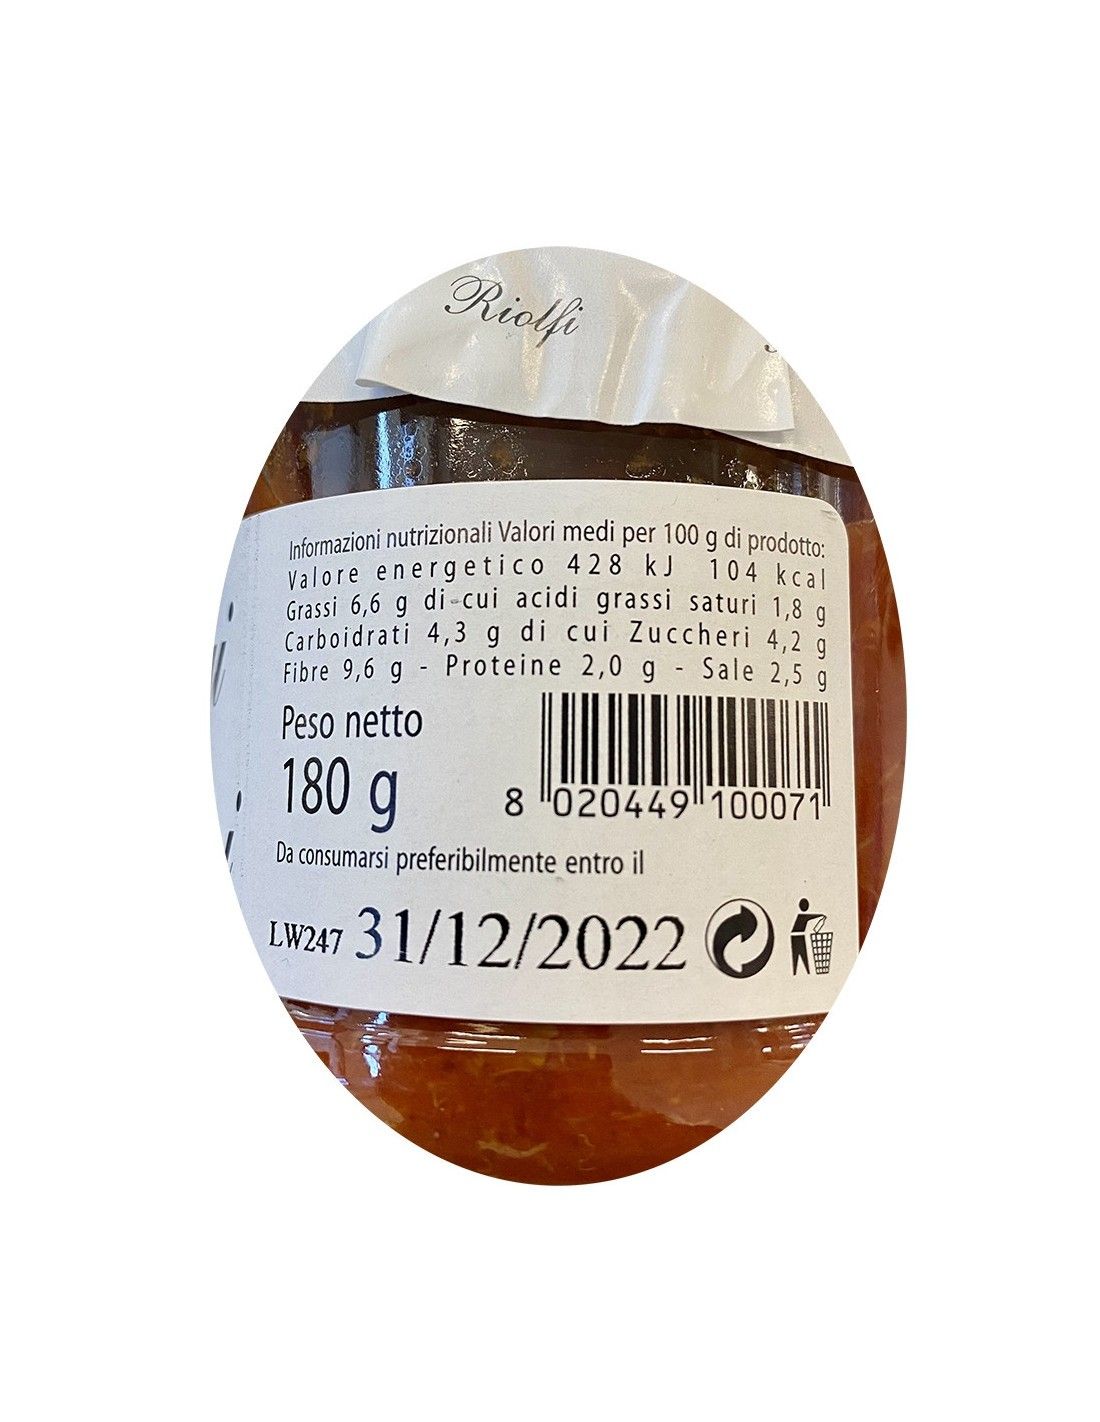 Riolfi
Informazioni nutrizionali Valori medi per 100 g di prodotto:
Valore energetico 428 kJ 104 kcal
Grassi 6,6 g di cui acidi grassi saturi 1,8 g
Carboidrati 4,3 g di cui Zuccheri 4,2 g
Fibre 9,6 g - Proteine 2,0 g - Sale 2,5 g
Peso netto
180 g
8 020449 100071
Da consumarsi preferibilmente entro il
LW247 31/12/2022